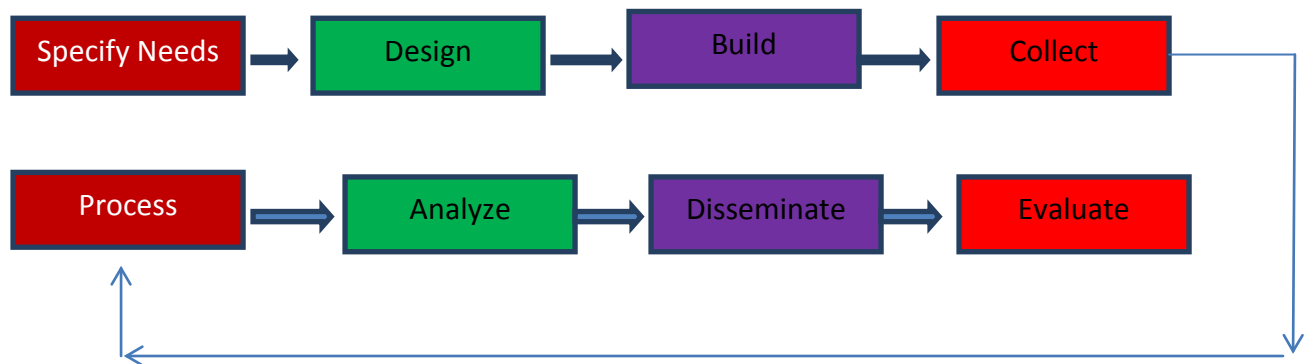 Specify Needs
Design
Build
Collect
Process
Analyze
Disseminate
Evaluate